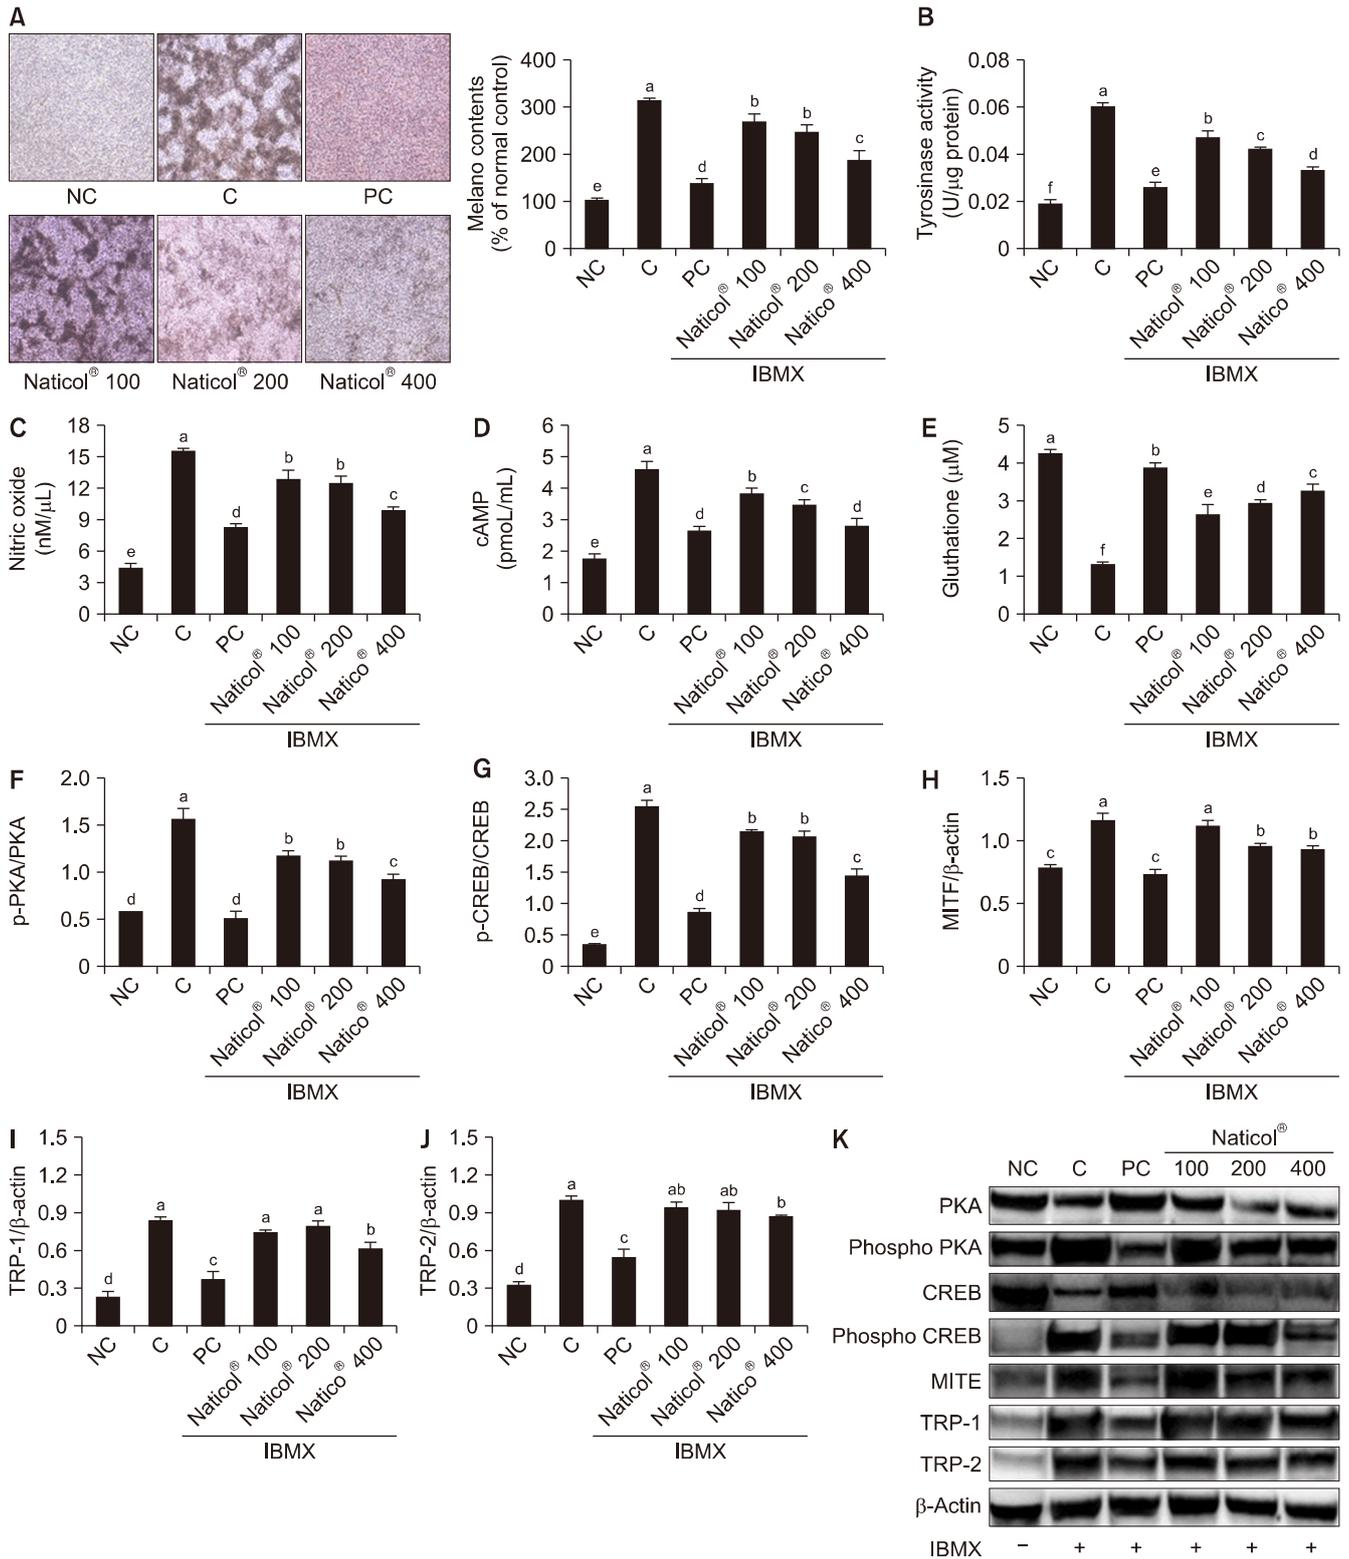 A
NC
C
PC
Naticol® 100
Naticol® 200
Naticol® 400
Melano contents
(% of normal control)
400
300
200
100
0
e
a
d
b
b
c
NC
C
PC
Naticol® 100
Naticol® 200
Natico® 400
IBMX
B
Tyrosinase activity
(U/μg protein)
0.08
0.06
0.04
0.02
0
f
a
e
b
c
d
NC
C
PC
Naticol® 100
Naticol® 200
Natico® 400
IBMX
C
Nitric oxide
(nM/μL)
18
15
12
9
6
3
0
e
a
d
b
b
c
NC
C
PC
Naticol® 100
Naticol® 200
Natico® 400
IBMX
D
cAMP
(pmoL/mL)
6
5
4
3
2
1
0
e
a
d
b
c
d
NC
C
PC
Naticol® 100
Naticol® 200
Natico® 400
IBMX
E
Gluthatione (μM)
5
4
3
2
1
0
a
f
b
e
d
c
NC
C
PC
Naticol® 100
Naticol® 200
Natico® 400
IBMX
F
p-PKA/PKA
2.0
1.5
1.0
0.5
0
d
a
d
b
b
c
NC
C
PC
Naticol® 100
Naticol® 200
Natico® 400
IBMX
G
p-CREB/CREB
3.0
2.5
2.0
1.5
1.0
0.5
0
e
a
d
b
b
c
NC
C
PC
Naticol® 100
Naticol® 200
Natico® 400
IBMX
H
MITF/β-actin
1.5
1.0
0.5
0
c
a
c
a
b
b
NC
C
PC
Naticol® 100
Naticol® 200
Natico® 400
IBMX
I
TRP-1/β-actin
1.5
1.2
0.9
0.6
0.3
0
d
a
c
a
a
b
NC
C
PC
Naticol® 100
Naticol® 200
Natico® 400
IBMX
J
TRP-2/β-actin
1.5
1.2
0.9
0.6
0.3
0
d
a
c
ab
ab
b
NC
C
PC
Naticol® 100
Naticol® 200
Natico® 400
IBMX
K
Naticol®
NC C PC 100 200 400
PKA
Phospho PKA
CREB
Phospho CREB
MITE
TRP-1
TRP-2
β-Actin
IBMX − + + + + +